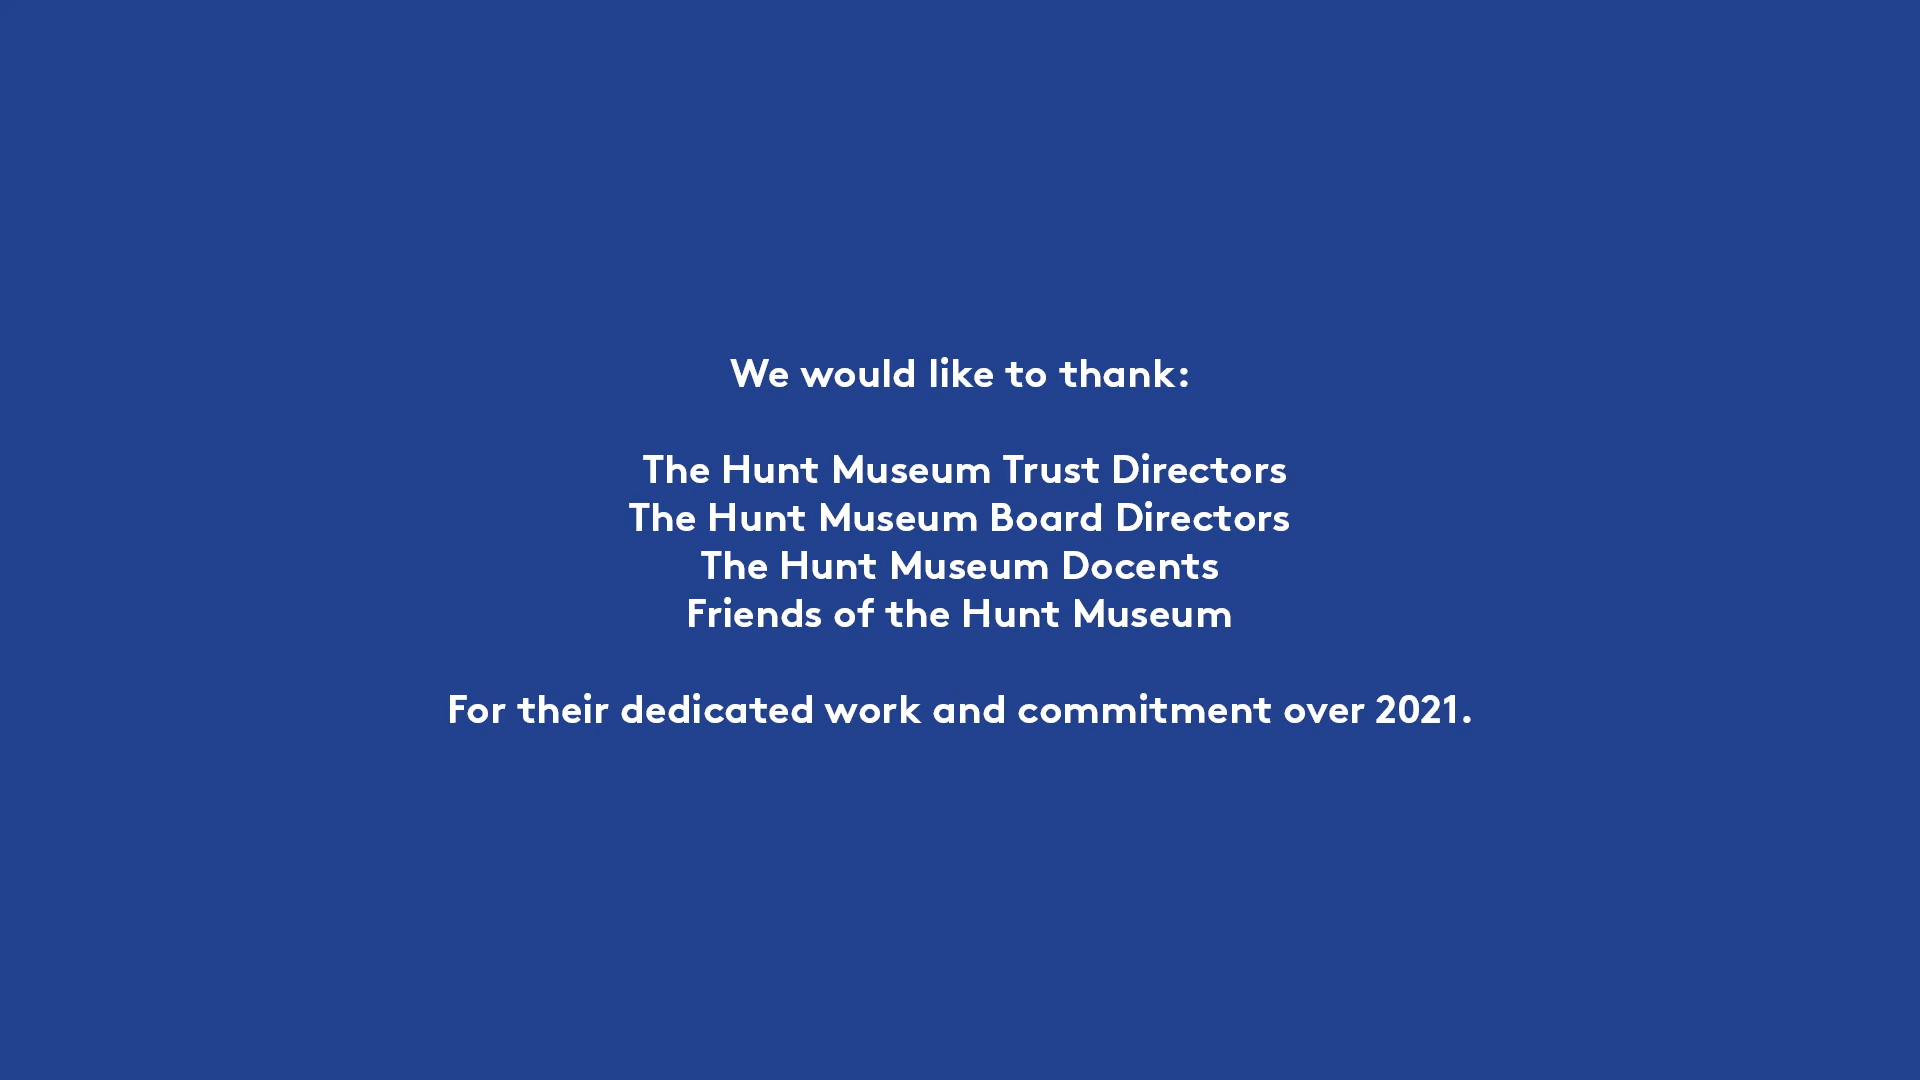 We would like to thank:
The Hunt Museum Trust Directors
The Hunt Museum Board Directors
The Hunt Museum Docents
Friends of the Hunt Museum
For their dedicated work and commitment over 2021.